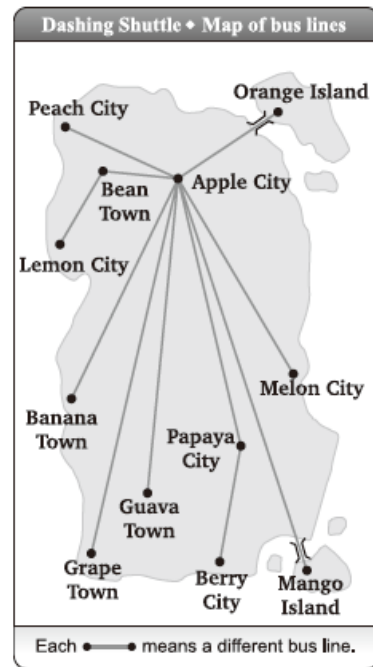 Dashing Shuttle ◆ Map of bus lines
Orange Island
Peach City
Apple City
Bean
Town
Lemon City
Melon City
Banana
Town
Papaya
City
Guava
Town
Grape
Town
Berry
City
Mango
Island
Each ●—● means a different bus line.